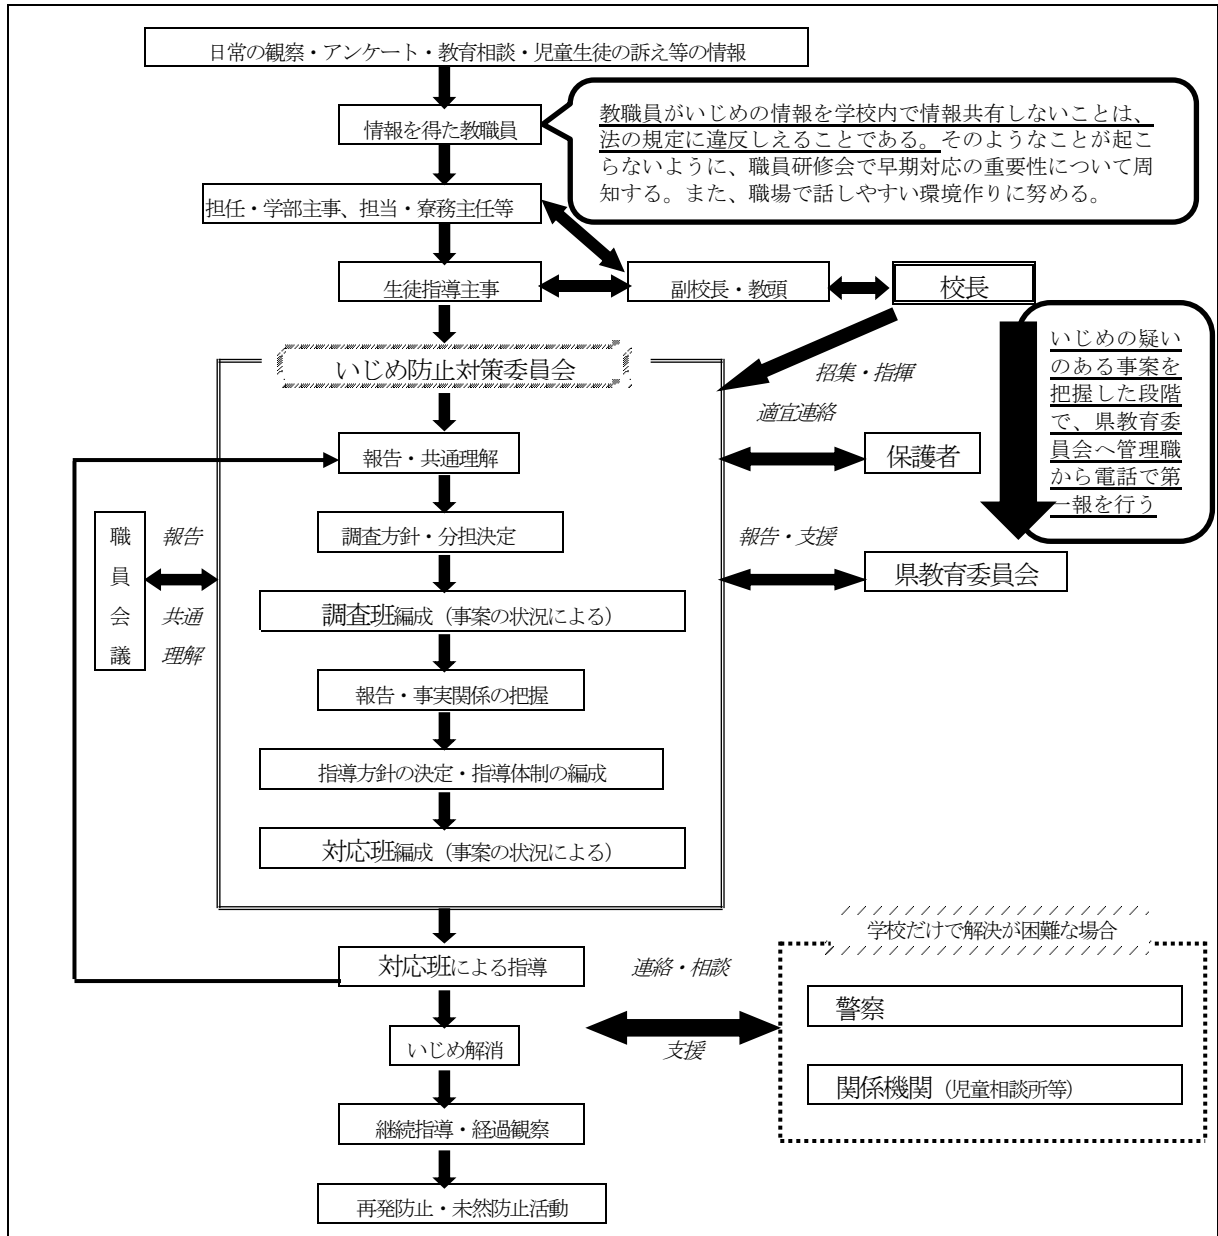 日常の観察・アンケート・教育相談・児童生徒の訴え等の情報
情報を得た教職員
教職員がいじめの情報を学校内で情報共有しないことは、
法の規定に違反しえることである。そのようなことが起こ
らないように、職員研修会で早期対応の重要性について周
知する。また、職場で話しやすい環境作りに努める。
担任・学部主事、担当・寮務主任等
生徒指導主事
副校長・教頭
校長
いじめの疑い
のある事案を
把握した段階
で、県教育委
員会へ管理職
から電話で第
一報を行う
いじめ防止対策委員会
招集・指揮
適宜連絡
報告・共通理解
保護者
職
員
会
議
報告
共通
理解
調査方針・分担決定
報告・支援
県教育委員会
調査班編成（事案の状況による）
報告・事実関係の把握
指導方針の決定・指導体制の編成
対応班編成（事案の状況による）
学校だけで解決が困難な場合
対応班による指導
連絡・相談
支援
警察
いじめ解消
関係機関（児童相談所等）
継続指導・経過観察
再発防止・未然防止活動